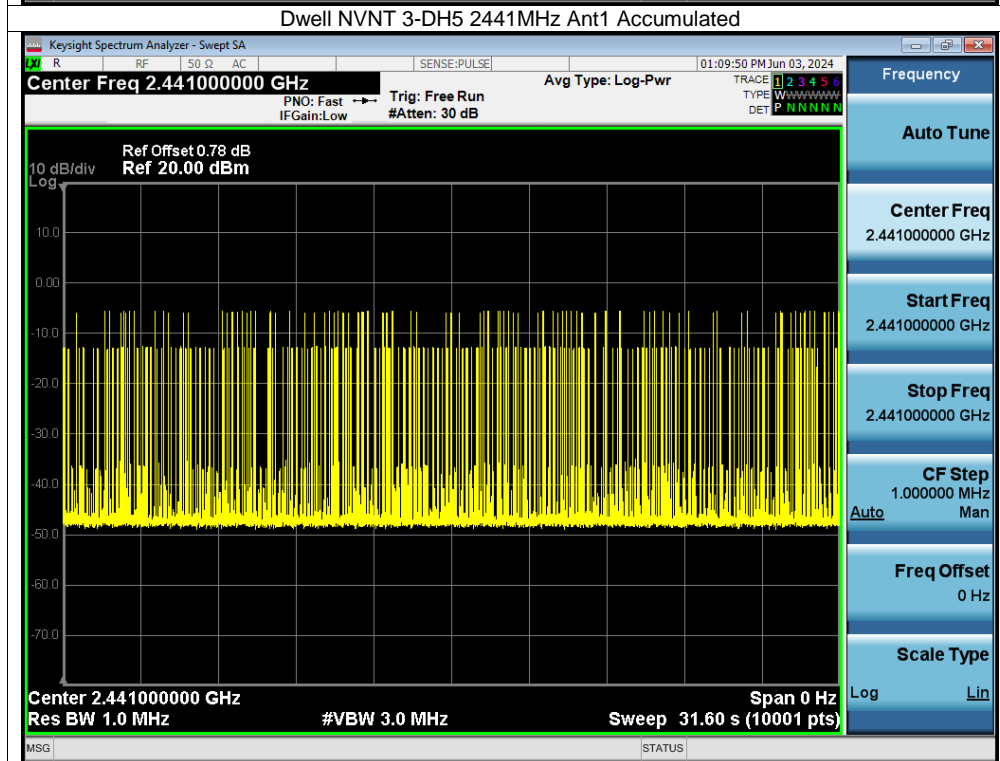 Dwell NVNT 3-DH5 2441MHz Ant1 Accumulated
Keysight Spectrum Analyzer - Swept SA
LXI R RF 50 Ω AC SENSE:PULSE 01:09:50 PM Jun 03, 2024
Center Freq 2.441000000 GHz Avg Type: Log-Pwr TRACE 1 2 3 4 5 6
PNO: Fast Trig: Free Run TYPE WWWWWW
IFGain:Low #Atten: 30 dB DET P N N N N N
Ref Offset 0.78 dB
10 dB/div Ref 20.00 dBm
Log
10.0
0.00
-10.0
-20.0
-30.0
-40.0
-50.0
-60.0
-70.0
Center 2.441000000 GHz Span 0 Hz
Res BW 1.0 MHz #VBW 3.0 MHz Sweep 31.60 s (10001 pts)
MSG STATUS
Frequency
Auto Tune
Center Freq
2.441000000 GHz
Start Freq
2.441000000 GHz
Stop Freq
2.441000000 GHz
CF Step
1.000000 MHz
Auto Man
Freq Offset
0 Hz
Scale Type
Log Lin